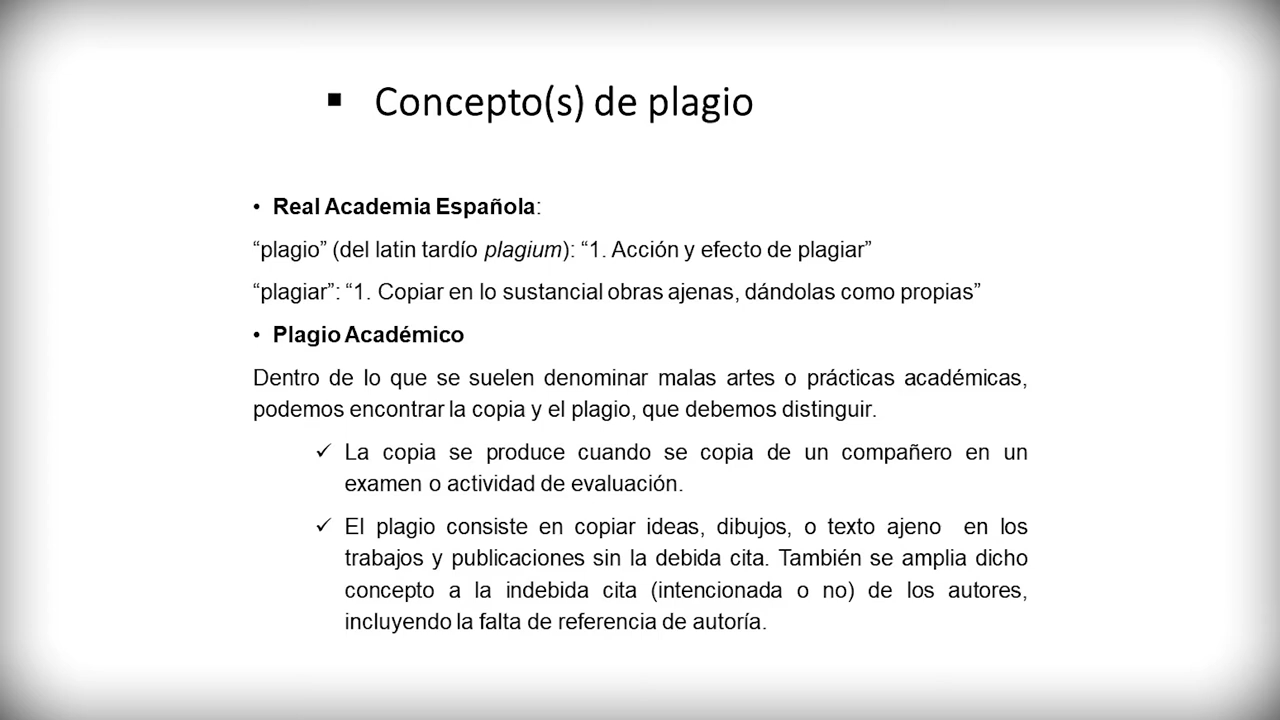 ▪ Concepto(s) de plagio
• Real Academia Española:
“plagio” (del latin tardío plagium): “1. Acción y efecto de plagiar”
“plagiar”: “1. Copiar en lo sustancial obras ajenas, dándolas como propias”
• Plagio Académico
Dentro de lo que se suelen denominar malas artes o prácticas académicas,
podemos encontrar la copia y el plagio, que debemos distinguir.
✓ La copia se produce cuando se copia de un compañero en un
examen o actividad de evaluación.
✓ El plagio consiste en copiar ideas, dibujos, o texto ajeno en los
trabajos y publicaciones sin la debida cita. También se amplia dicho
concepto a la indebida cita (intencionada o no) de los autores,
incluyendo la falta de referencia de autoría.